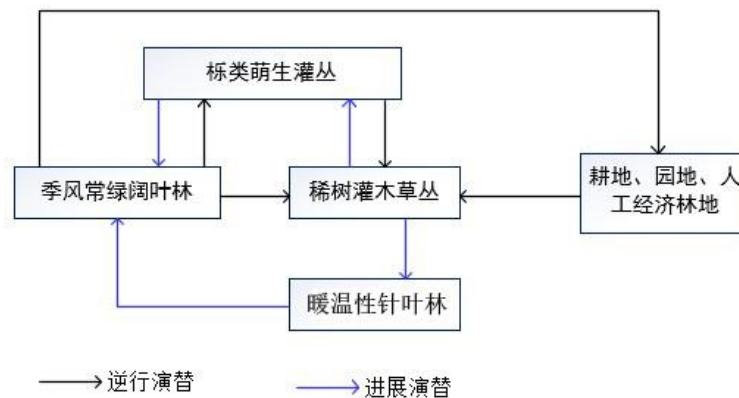 栎类萌生灌丛
季风常绿阔叶林
稀树灌木草丛
耕地、园地、人
工经济林地
暖温性针叶林
逆行演替
进展演替